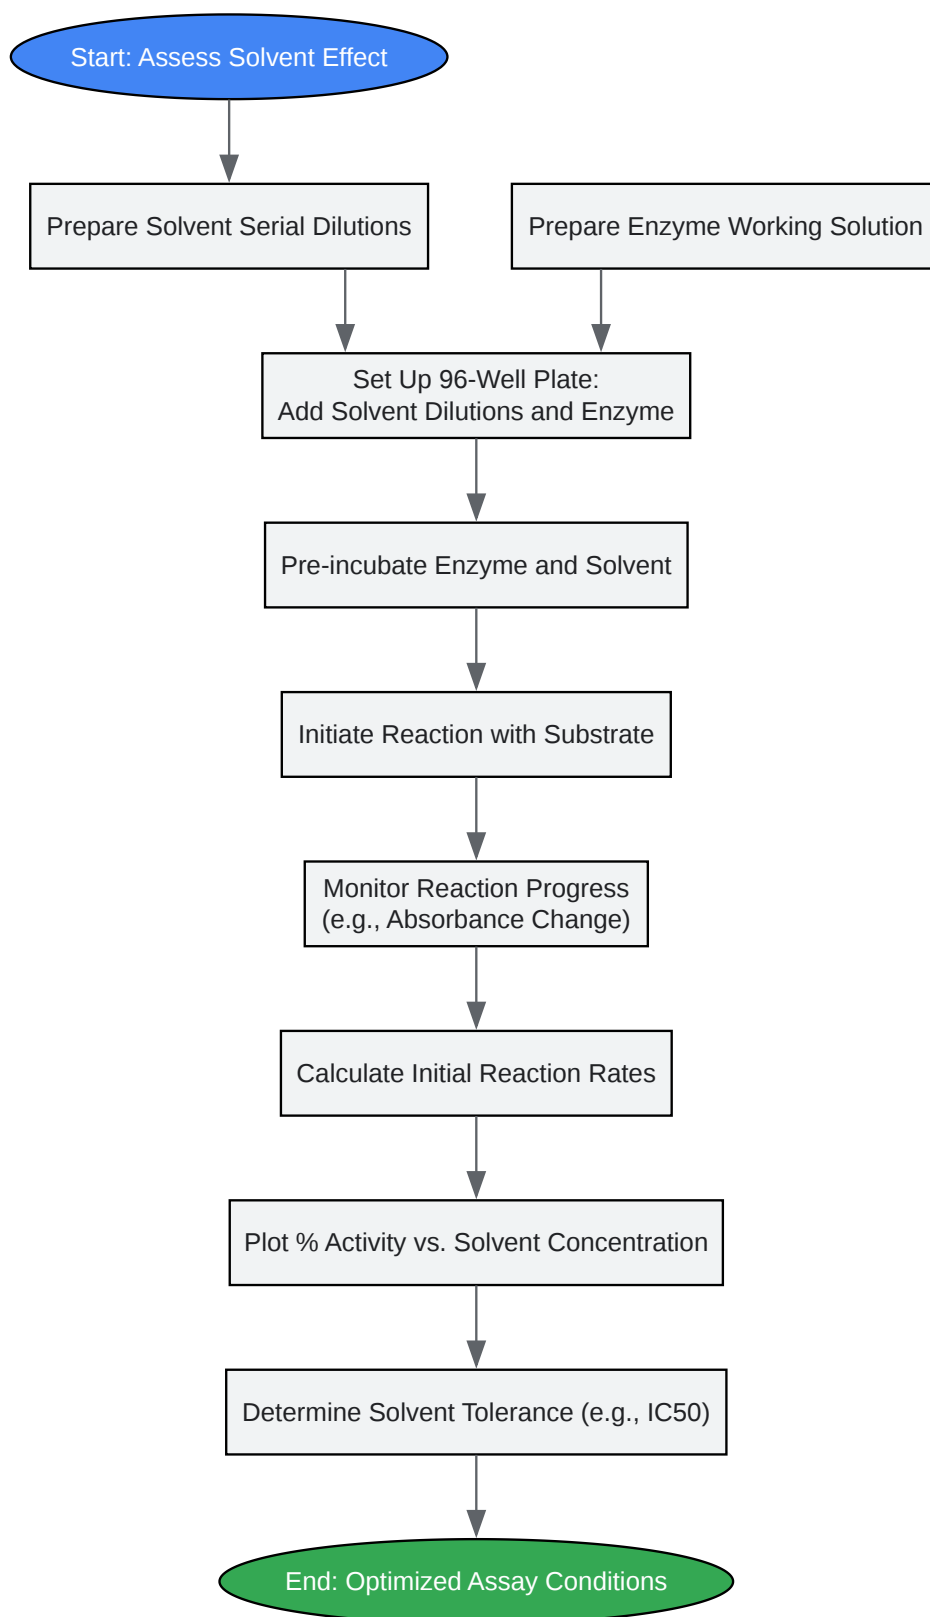 Start: Assess Solvent Effect
Prepare Solvent Serial Dilutions
Prepare Enzyme Working Solution
Set Up 96-Well Plate:
Add Solvent Dilutions and Enzyme
Pre-incubate Enzyme and Solvent
Initiate Reaction with Substrate
Monitor Reaction Progress
(e.g., Absorbance Change)
Calculate Initial Reaction Rates
Plot % Activity vs. Solvent Concentration
Determine Solvent Tolerance (e.g., IC50)
End: Optimized Assay Conditions